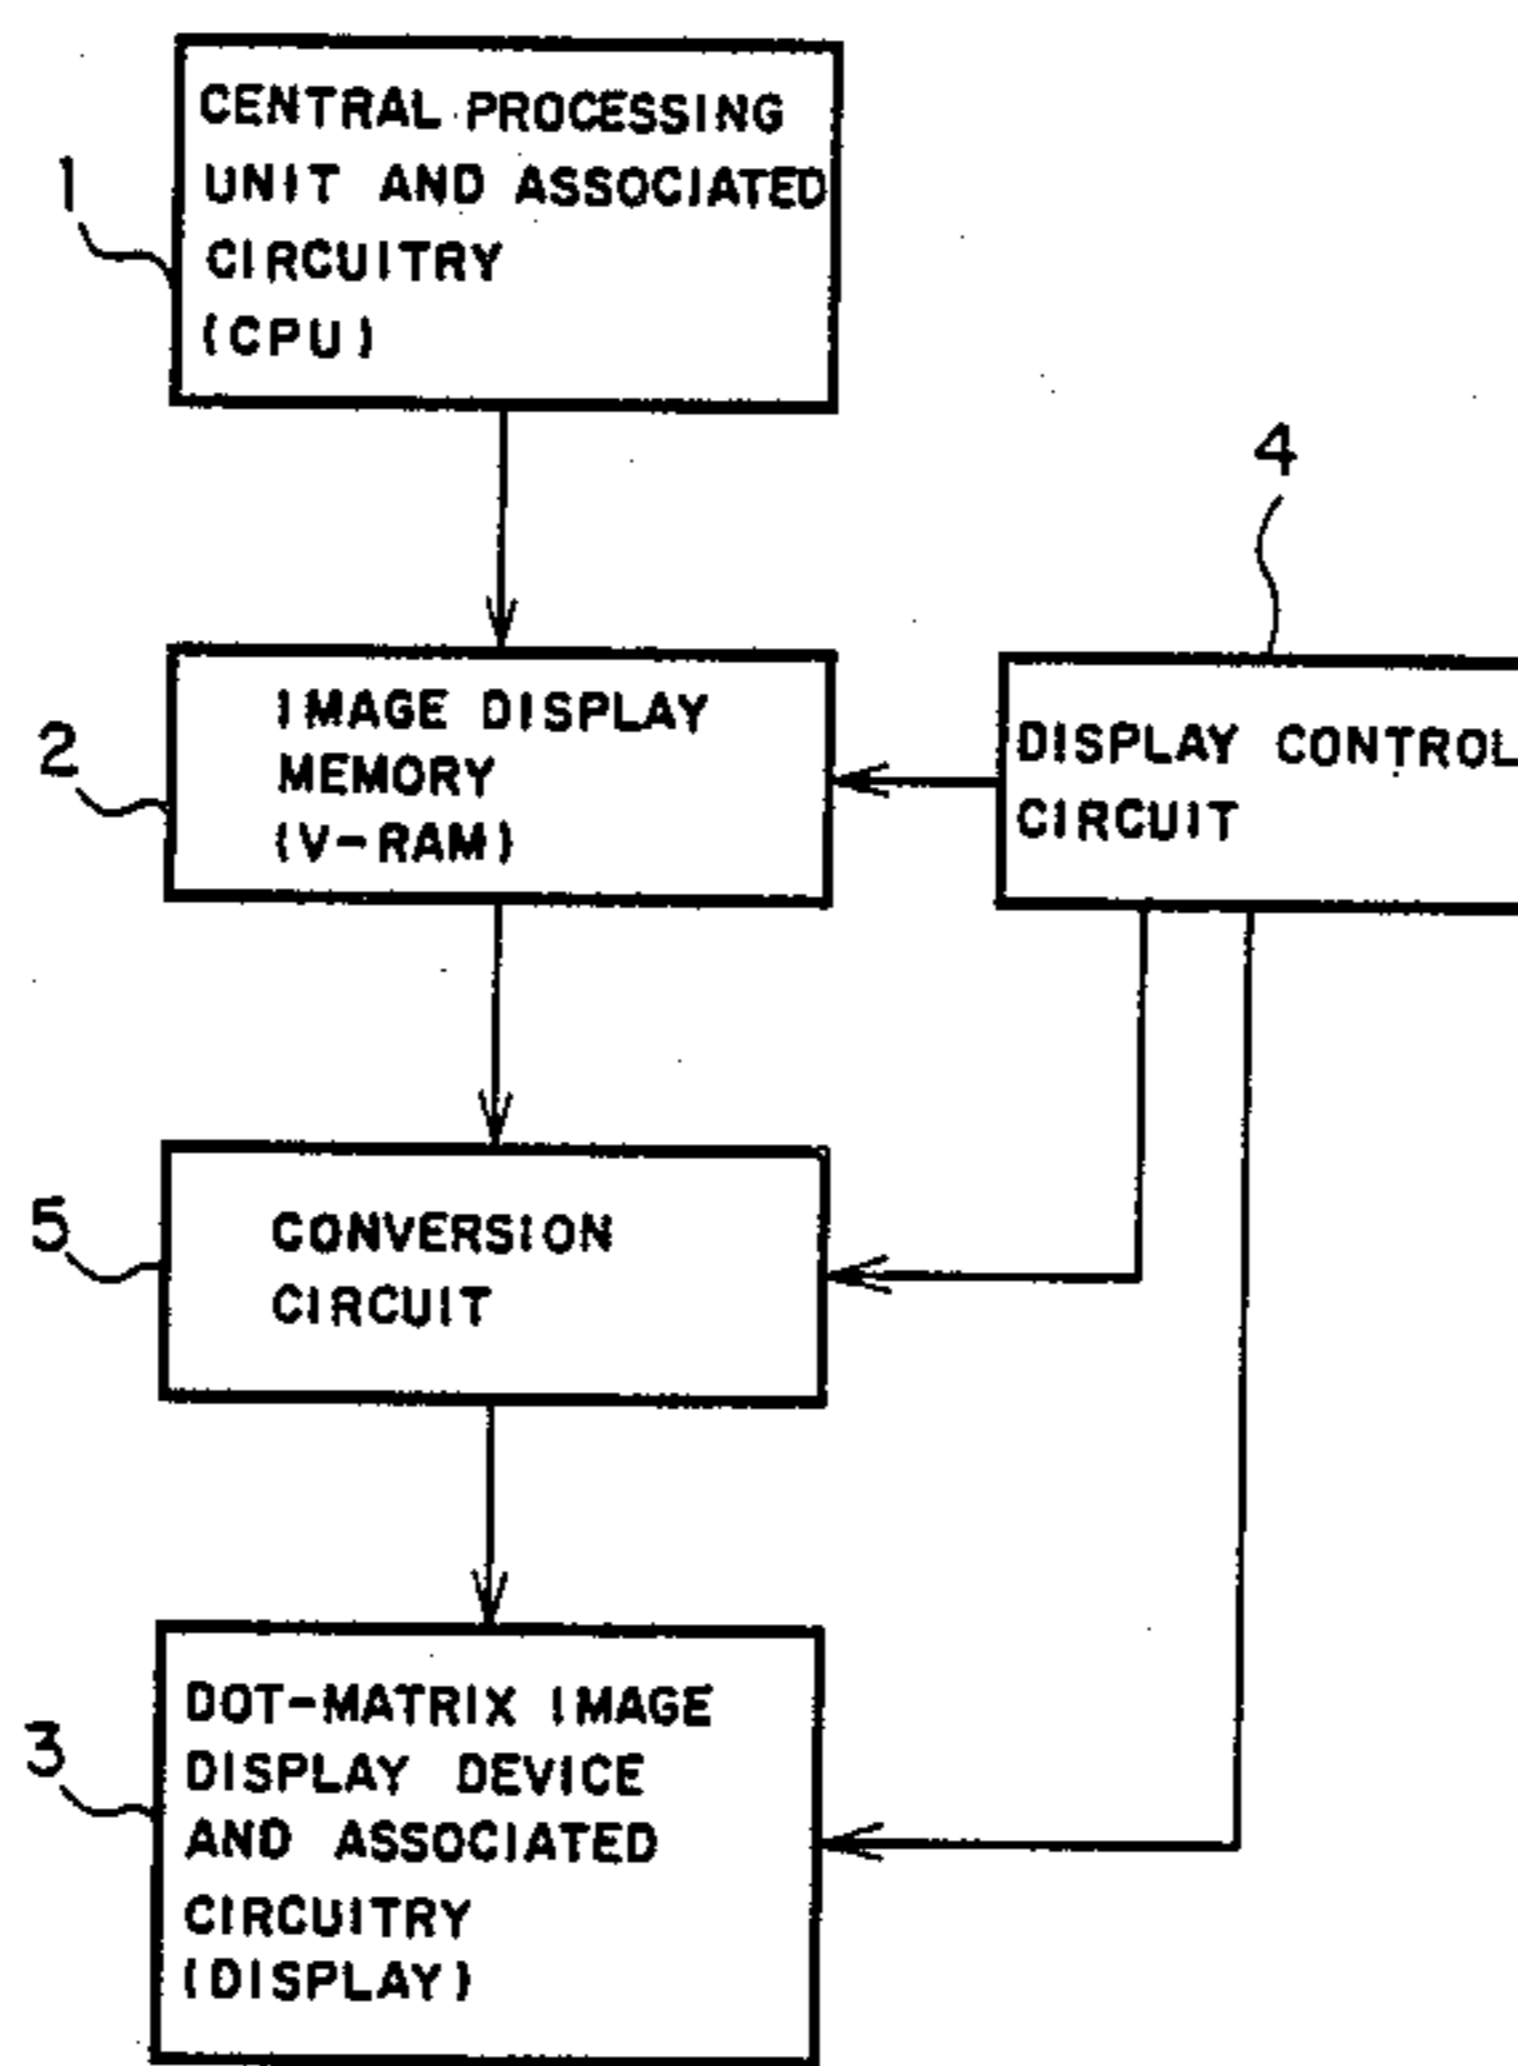 CENTRAL PROCESSING
UNIT AND ASSOCIATED
CIRCUITRY
(CPU)
1
4
IMAGE DISPLAY
MEMORY
(V-RAM)
2
DISPLAY CONTROL
CIRCUIT
CONVERSION
CIRCUIT
5
DOT-MATRIX IMAGE
DISPLAY DEVICE
AND ASSOCIATED
CIRCUITRY
(DISPLAY)
3